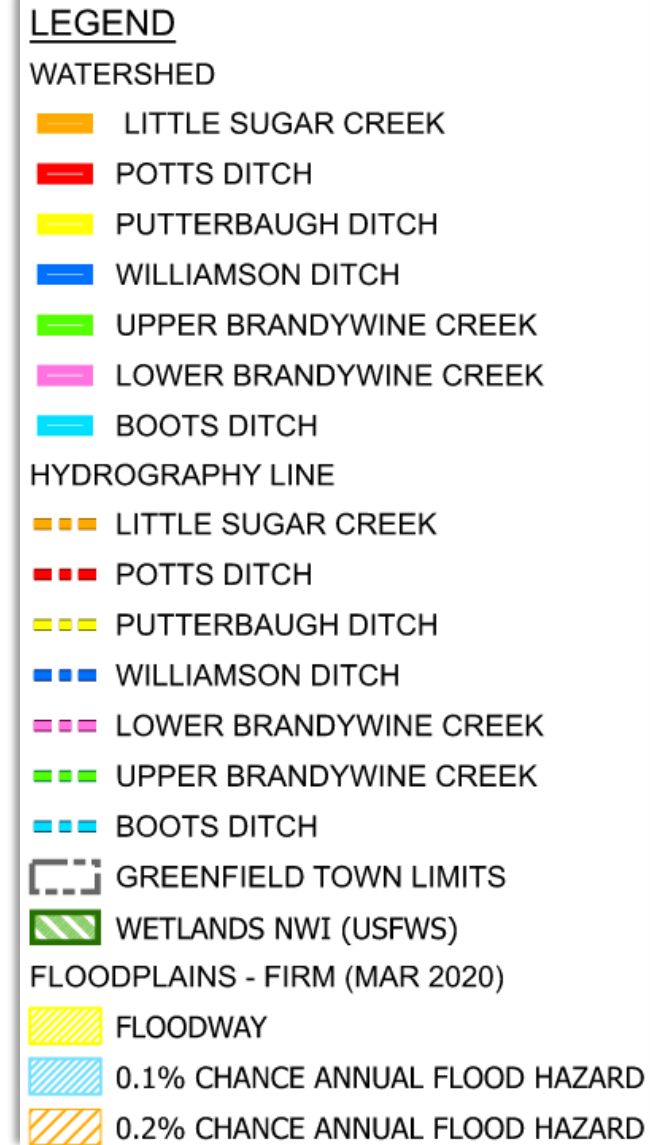 LEGEND
WATERSHED
LITTLE SUGAR CREEK
POTTS DITCH
PUTTERBAUGH DITCH
WILLIAMSON DITCH
UPPER BRANDYWINE CREEK
LOWER BRANDYWINE CREEK
BOOTS DITCH
HYDROGRAPHY LINE
LITTLE SUGAR CREEK
POTTS DITCH
PUTTERBAUGH DITCH
WILLIAMSON DITCH
LOWER BRANDYWINE CREEK
UPPER BRANDYWINE CREEK
BOOTS DITCH
GREENFIELD TOWN LIMITS
WETLANDS NWI (USFWS)
FLOODPLAINS - FIRM (MAR 2020)
FLOODWAY
0.1% CHANCE ANNUAL FLOOD HAZARD
0.2% CHANCE ANNUAL FLOOD HAZARD